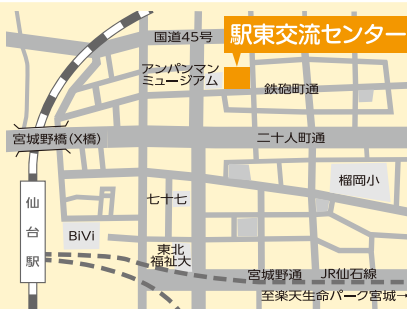 国道45号
駅東交流センター
アンパンマン
ミュージアム
鉄砲町通
宮城野橋(X橋)
二十人町通
榴岡小
七十七
仙台駅
BiVi
東北
福祉大
宮城野通
JR仙石線
至楽天生命パーク宮城→